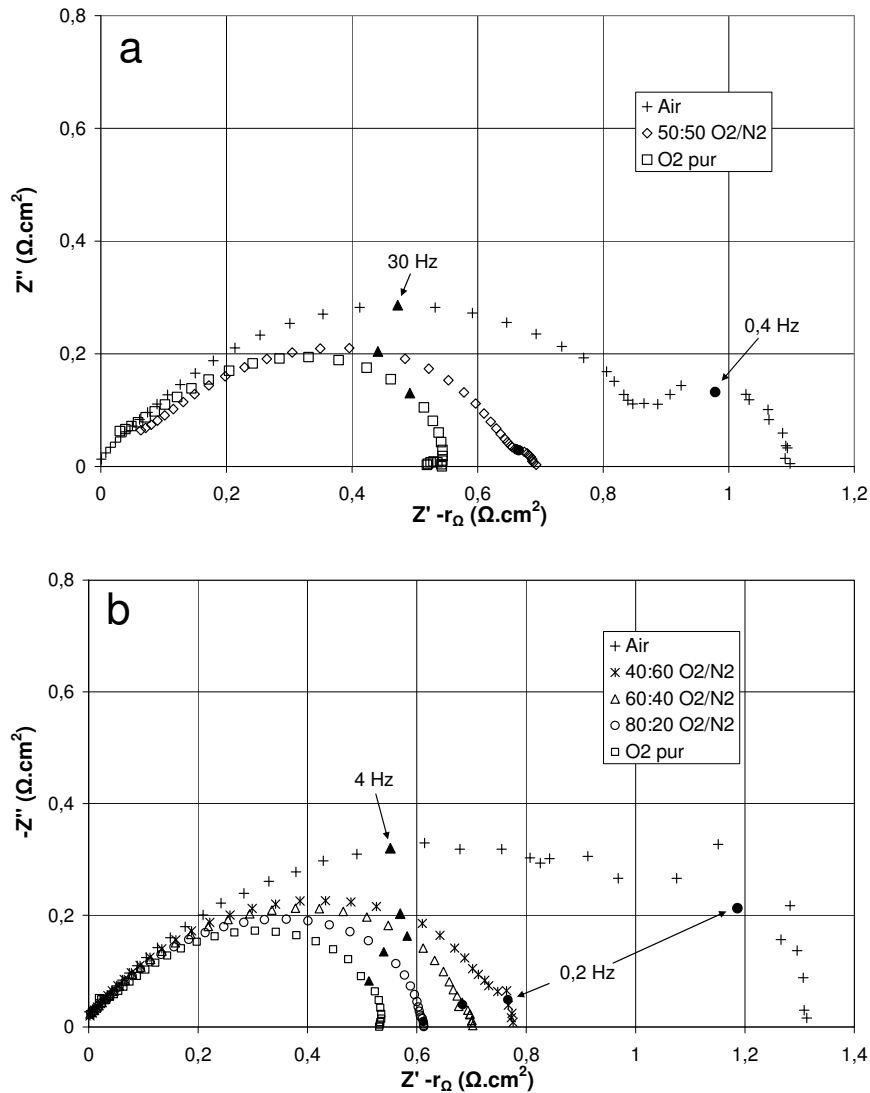 a
0,8
0,6
0,4
0,2
0
Z'' (Ω.cm²)
Air
50:50 O2/N2
O2 pur
30 Hz
0,4 Hz
0 0,2 0,4 0,6 0,8 1 1,2
Z' -rΩ (Ω.cm²)
b
0,8
0,6
0,4
0,2
0
-Z'' (Ω.cm²)
Air
40:60 O2/N2
60:40 O2/N2
80:20 O2/N2
O2 pur
4 Hz
0,2 Hz
0 0,2 0,4 0,6 0,8 1 1,2 1,4
Z' -rΩ (Ω.cm²)